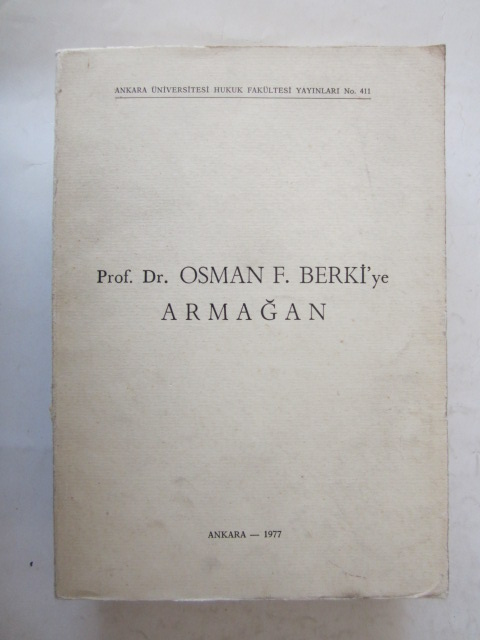 ANKARA ÜNİVERSİTESİ HUKUK FAKÜLTESİ YAYINLARI No. 411
Prof. Dr. OSMAN F. BERKİ'ye
ARMAĞAN
ANKARA — 1977